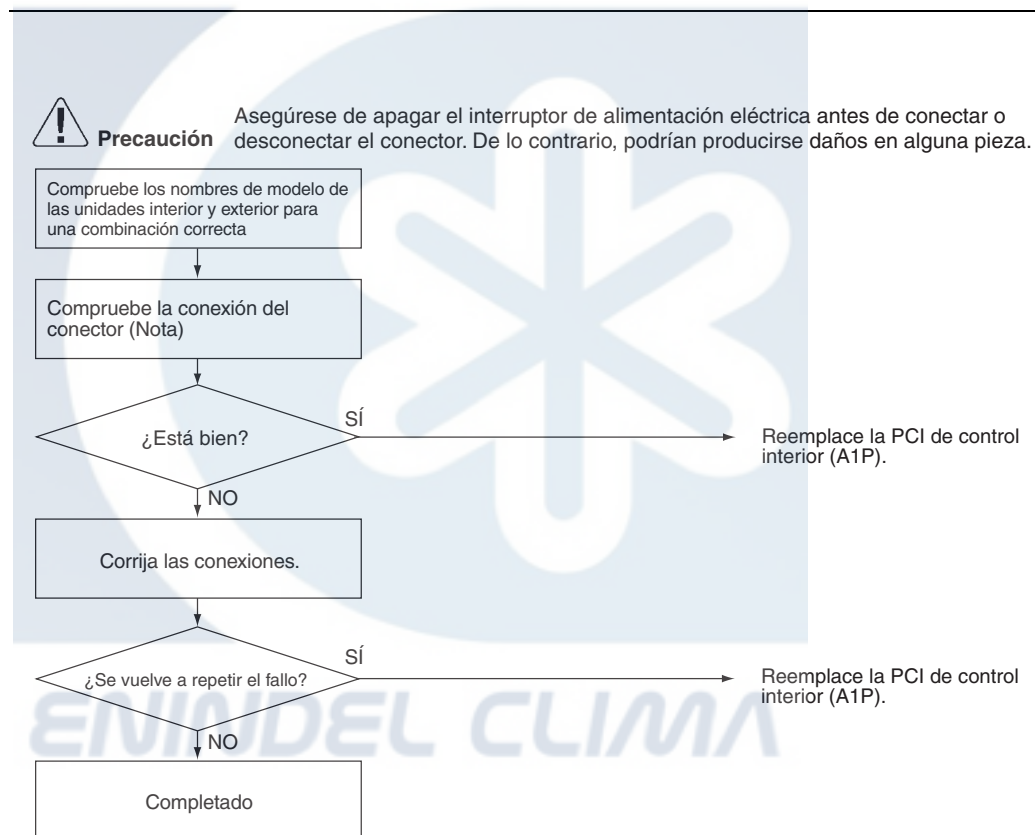 Precaución
Asegúrese de apagar el interruptor de alimentación eléctrica antes de conectar o
desconectar el conector. De lo contrario, podrían producirse daños en alguna pieza.
Compruebe los nombres de modelo de
las unidades interior y exterior para
una combinación correcta
Compruebe la conexión del
conector (Nota)
¿Está bien?
SÍ
Reemplace la PCI de control
interior (A1P).
NO
Corrija las conexiones.
¿Se vuelve a repetir el fallo?
SÍ
Reemplace la PCI de control
interior (A1P).
NO
Completado
ENINDEL CLIMA